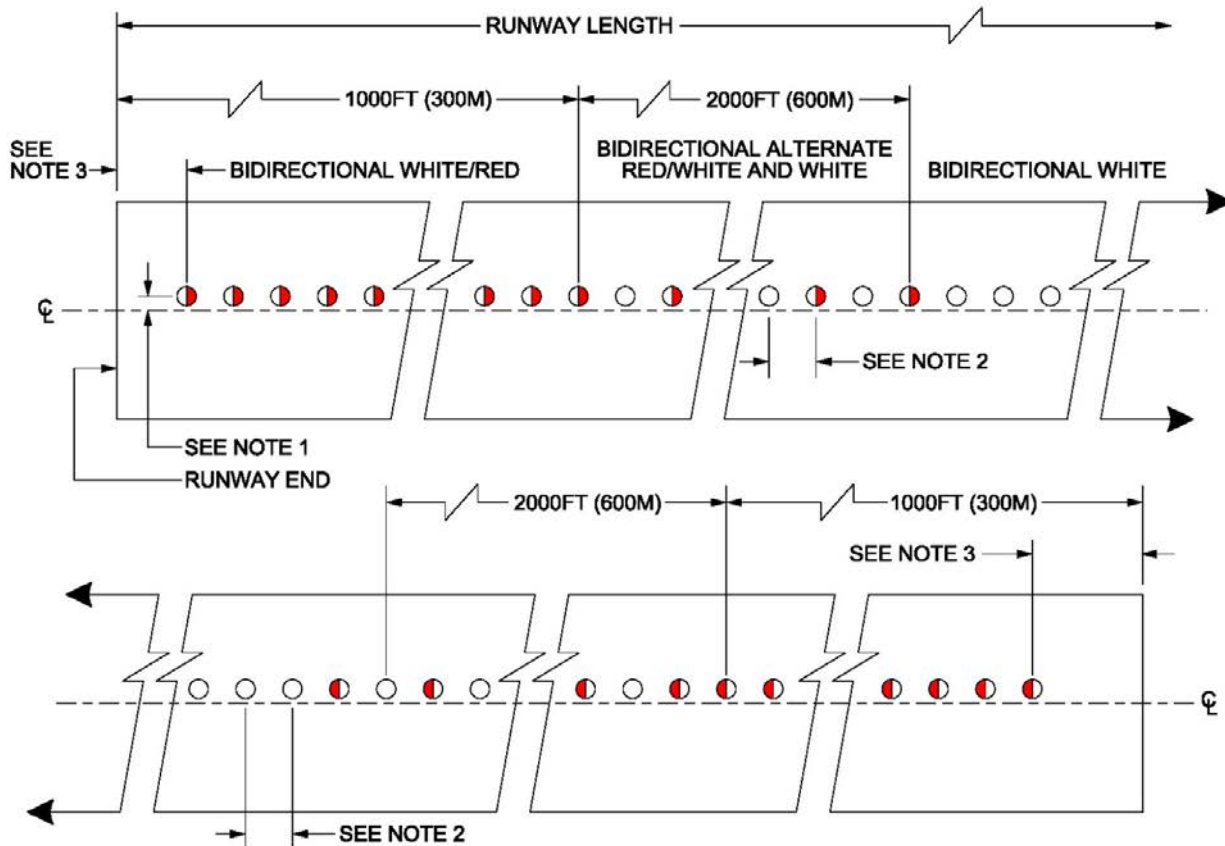 RUNWAY LENGTH
1000FT (300M)
2000FT (600M)
SEE
NOTE 3
BIDIRECTIONAL WHITE/RED
BIDIRECTIONAL ALTERNATE
RED/WHITE AND WHITE
BIDIRECTIONAL WHITE
℄
SEE NOTE 2
SEE NOTE 1
RUNWAY END
2000FT (600M)
1000FT (300M)
SEE NOTE 3
℄
SEE NOTE 2